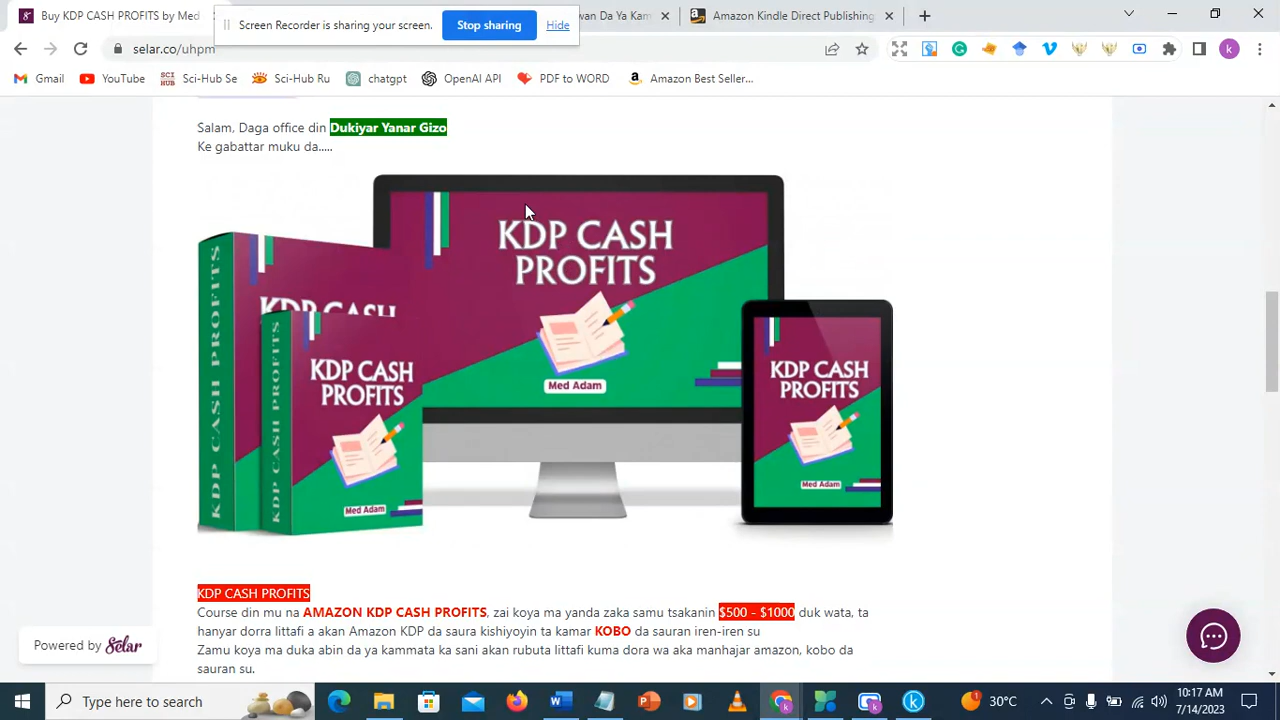 Buy KDP CASH PROFITS by Med
Screen Recorder is sharing your screen.
Stop sharing
Hide
wan Da Ya Kam
Amazon Kindle Direct Publishing
selar.co/uhpm
Gmail
YouTube
SCI HUB
Sci-Hub Se
Sci-Hub Ru
chatgpt
OpenAI API
PDF to WORD
Amazon Best Seller...
k
Salam, Daga office din Dukiyar Yanar Gizo
Ke gabattar muku da.....
KDP CASH
PROFITS
Med Adam
KDP CASH PROFITS
KDP CASH
KDP CASH PROFITS
KDP CASH
PROFITS
Med Adam
KDP CASH
PROFITS
Med Adam
KDP CASH PROFITS
Course din mu na AMAZON KDP CASH PROFITS, zai koya ma yanda zaka samu tsakanin $500 - $1000 duk wata, ta
hanyar dorra littafi a akan Amazon KDP da saura kishiyoyin ta kamar KOBO da sauran iren-iren su
Zamu koya ma duka abin da ya kammata ka sani akan rubuta littafi kuma dora wa aka manhajar amazon, kobo da
sauran su.
Powered by Selar
Type here to search
30°C
10:17 AM
7/14/2023